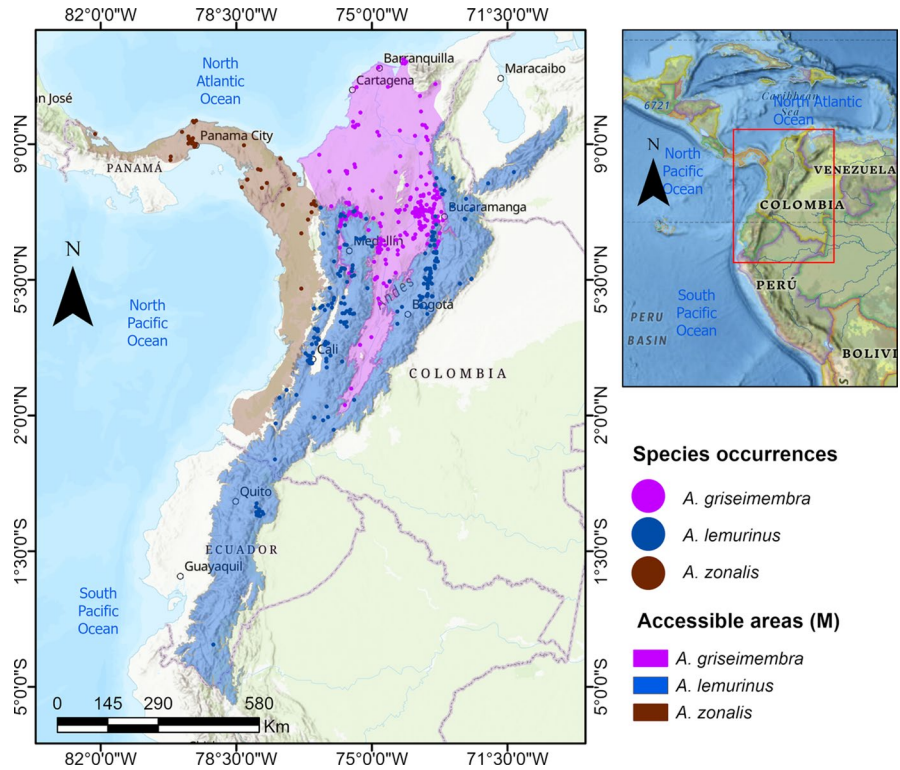 82°0'0"W 78°30'0"W 75°0'0"W 71°30'0"W
North
Atlantic
Ocean
Barranquilla
Cartagena
Maracaibo
an José
Panama City
PANAMÁ
9°0'0"N
9°0'0"N
Bucaramanga
Medellín
N
5°30'0"N
5°30'0"N
Andes
Bogotá
North
Pacific
Ocean
Cali
COLOMBIA
2°0'0"N
2°0'0"N
Quito
ECUADOR
1°30'0"S
1°30'0"S
Guayaquil
South
Pacific
Ocean
5°0'0"S
5°0'0"S
0 145 290 580
Km
82°0'0"W 78°30'0"W 75°0'0"W 71°30'0"W
6721
Caribbean
Sea
North Atlantic
Ocean
N
North
Pacific
Ocean
VENEZUELA
COLOMBIA
PERÚ
South
Pacific
Ocean
PERU
BASIN
BOLIVI
Species occurrences
A. griseimembra
A. lemurinus
A. zonalis
Accessible areas (M)
A. griseimembra
A. lemurinus
A. zonalis